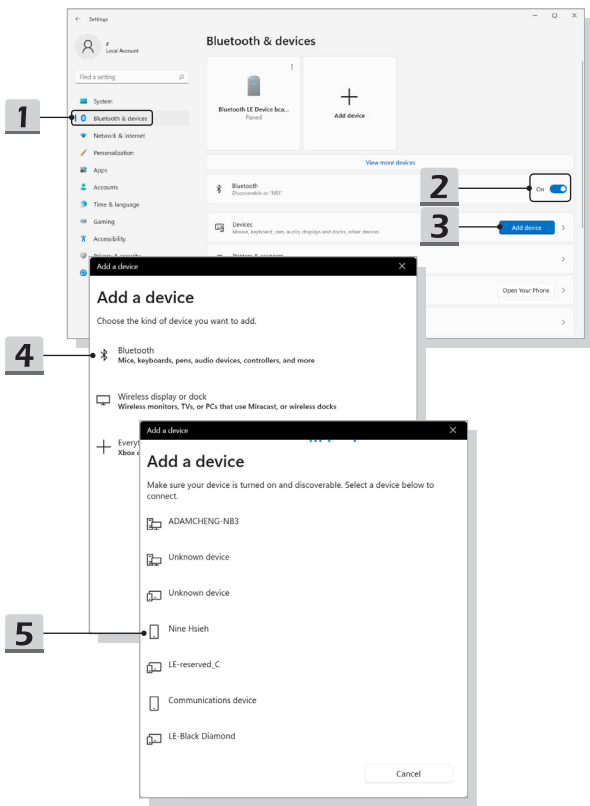 Settings
Local Account
Find a setting
System
1
Bluetooth & devices
Network & internet
Personalization
Apps
Accounts
Time & language
Gaming
Accessibility
Privacy & security
Bluetooth & devices
Bluetooth LE Device bca...
Paired
Add device
View more devices
Bluetooth
Discoverable as "MD"
2
On
Devices
Mouse, keyboard, pen, audio, displays and docks, other devices
3
Add device
Printers & scanners
Open Your Phone
Add a device
Add a device
Choose the kind of device you want to add.
4
Bluetooth
Mice, keyboards, pens, audio devices, controllers, and more
Wireless display or dock
Wireless monitors, TVs, or PCs that use Miracast, or wireless docks
Xbox
Add a device
Add a device
Make sure your device is turned on and discoverable. Select a device below to
connect.
ADAMCHENG-NB3
Unknown device
Unknown device
5
Nine Hsieh
LE-reserved_C
Communications device
LE-Black Diamond
Cancel